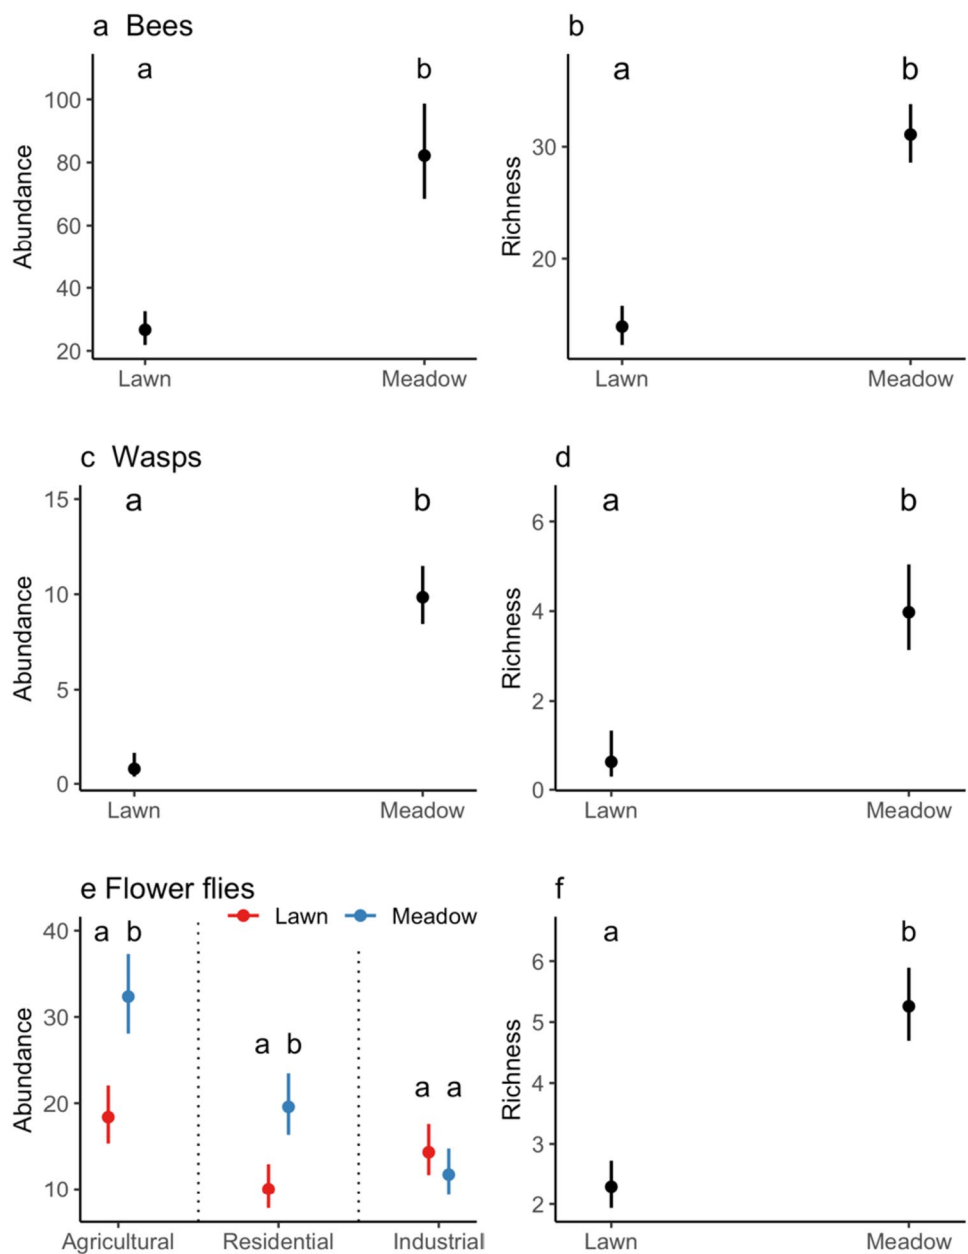 a Bees
a b
Abundance
100
80
60
40
20
Lawn Meadow
b
a b
Richness
30
20
Lawn Meadow
c Wasps
a b
Abundance
15
10
5
0
Lawn Meadow
d
a b
Richness
6
4
2
0
Lawn Meadow
e Flower flies
Lawn Meadow
a b
a b
a a
Abundance
40
30
20
10
Agricultural Residential Industrial
f
a b
Richness
6
5
4
3
2
Lawn Meadow